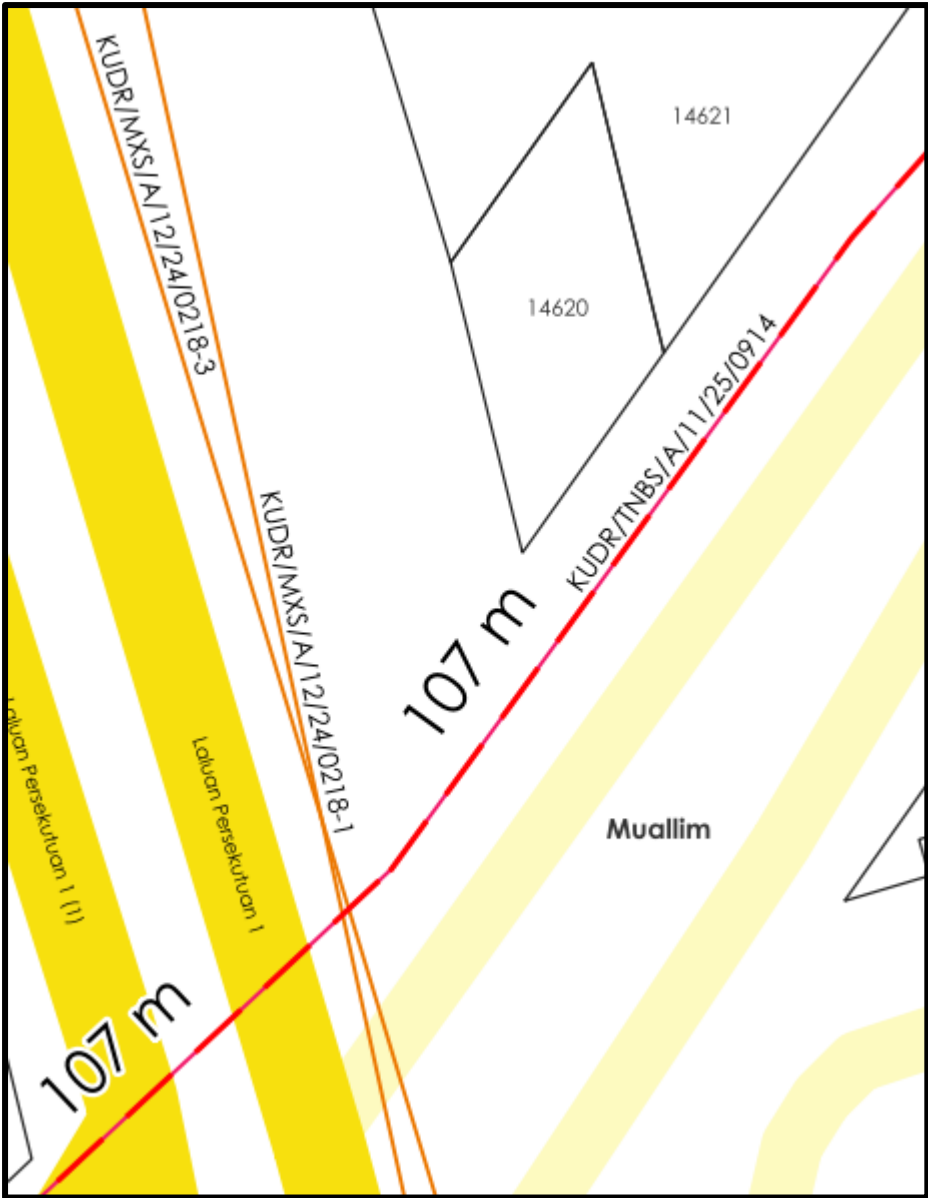 KUDR/MXS/A/12/24/0218-3
14621
14620
KUDR/TNBS/A/11/25/0914
KUDR/MXS/A/12/24/0218-1
107 m
Laluan Persekutuan 1 (1)
Laluan Persekutuan 1
Muallim
107 m